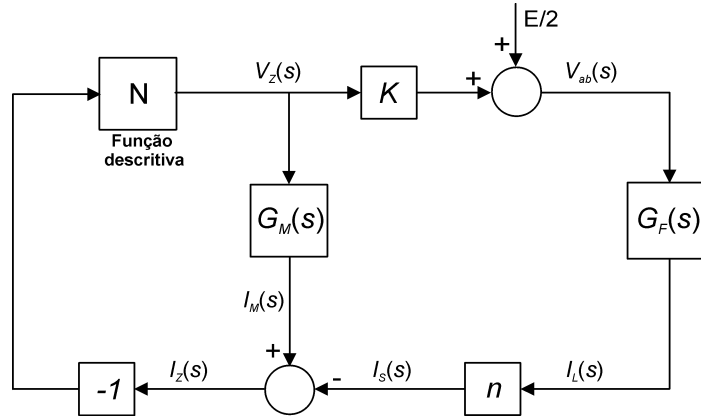 E/2
+
N
V_Z(s)
K
+
V_ab(s)
Função
descritiva
G_M(s)
G_F(s)
I_M(s)
+
-1
I_Z(s)
-
I_S(s)
n
I_L(s)